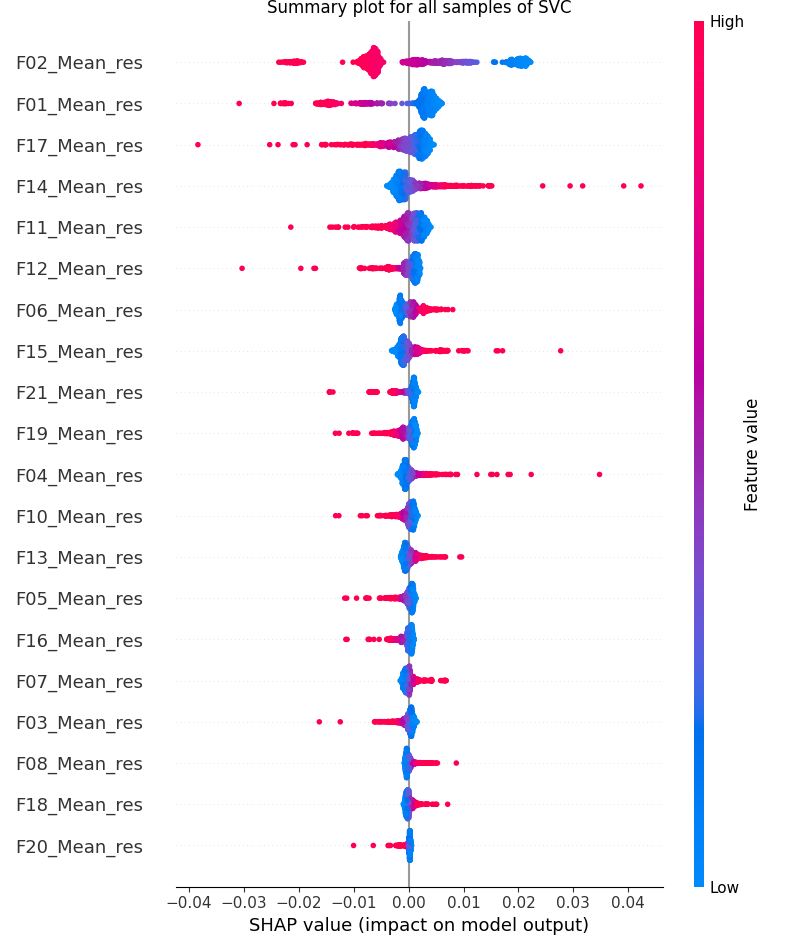 Summary plot for all samples of SVC
High
F02_Mean_res
F01_Mean_res
F17_Mean_res
F14_Mean_res
F11_Mean_res
F12_Mean_res
F06_Mean_res
F15_Mean_res
F21_Mean_res
F19_Mean_res
F04_Mean_res
F10_Mean_res
F13_Mean_res
F05_Mean_res
F16_Mean_res
F07_Mean_res
F03_Mean_res
F08_Mean_res
F18_Mean_res
F20_Mean_res
Feature value
Low
−0.04 −0.03 −0.02 −0.01 0.00 0.01 0.02 0.03 0.04
SHAP value (impact on model output)